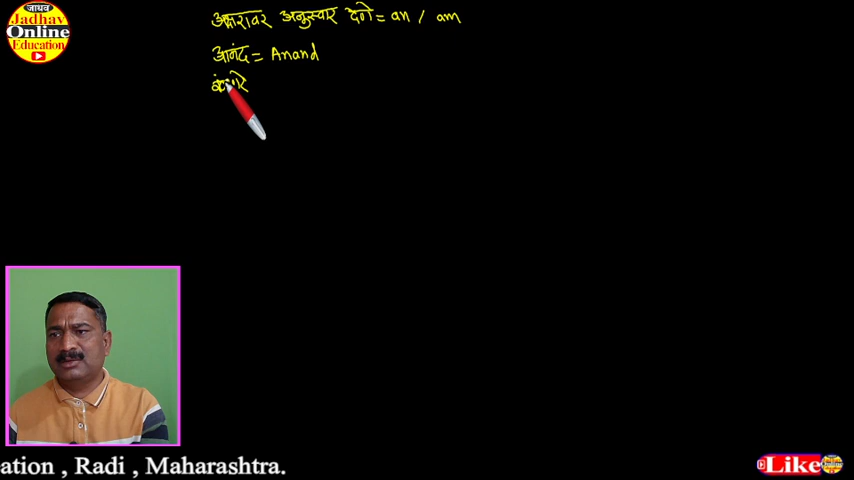 जाधव
Jadhav
Online
Education
अक्षरावर अनुस्वार देणे = an / am
आनंद = Anand
ation , Radi , Maharashtra.
Like